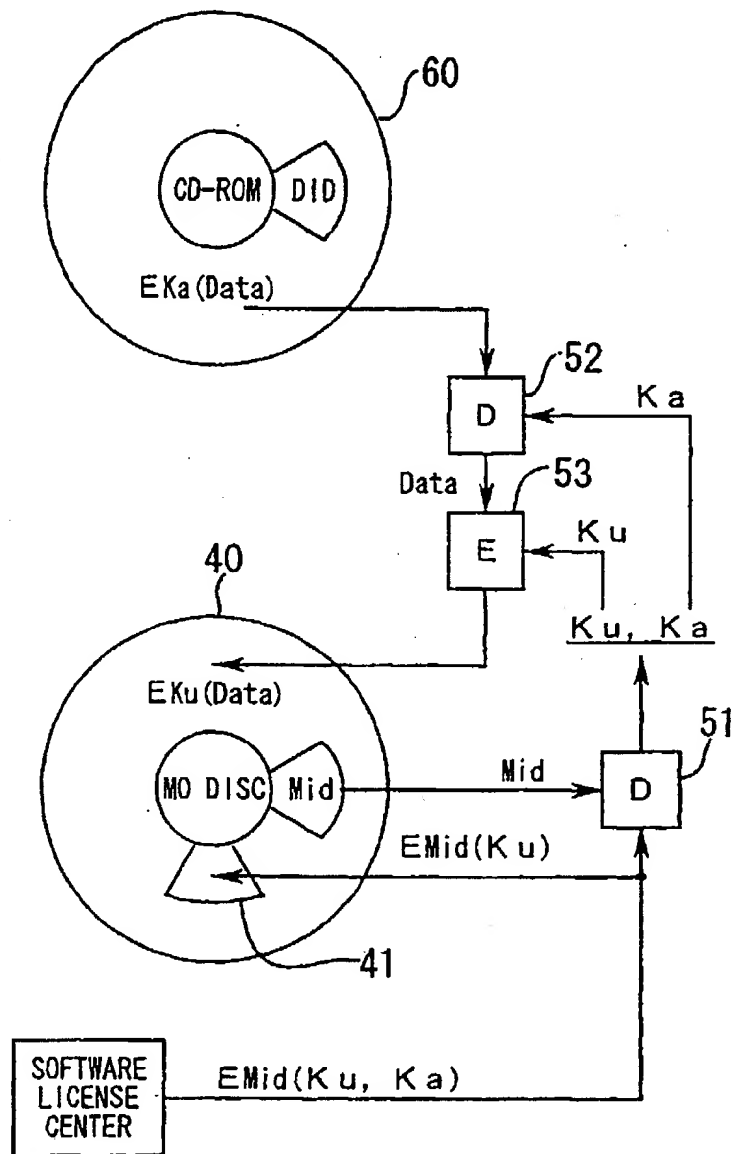 60
CD-ROM
DID
EKa(Data)
52
D
Ka
Data
53
E
Ku
40
Ku, Ka
EKu(Data)
51
MO DISC
Mid
Mid
D
EMid(Ku)
41
SOFTWARE
LICENSE
CENTER
EMid(Ku, Ka)